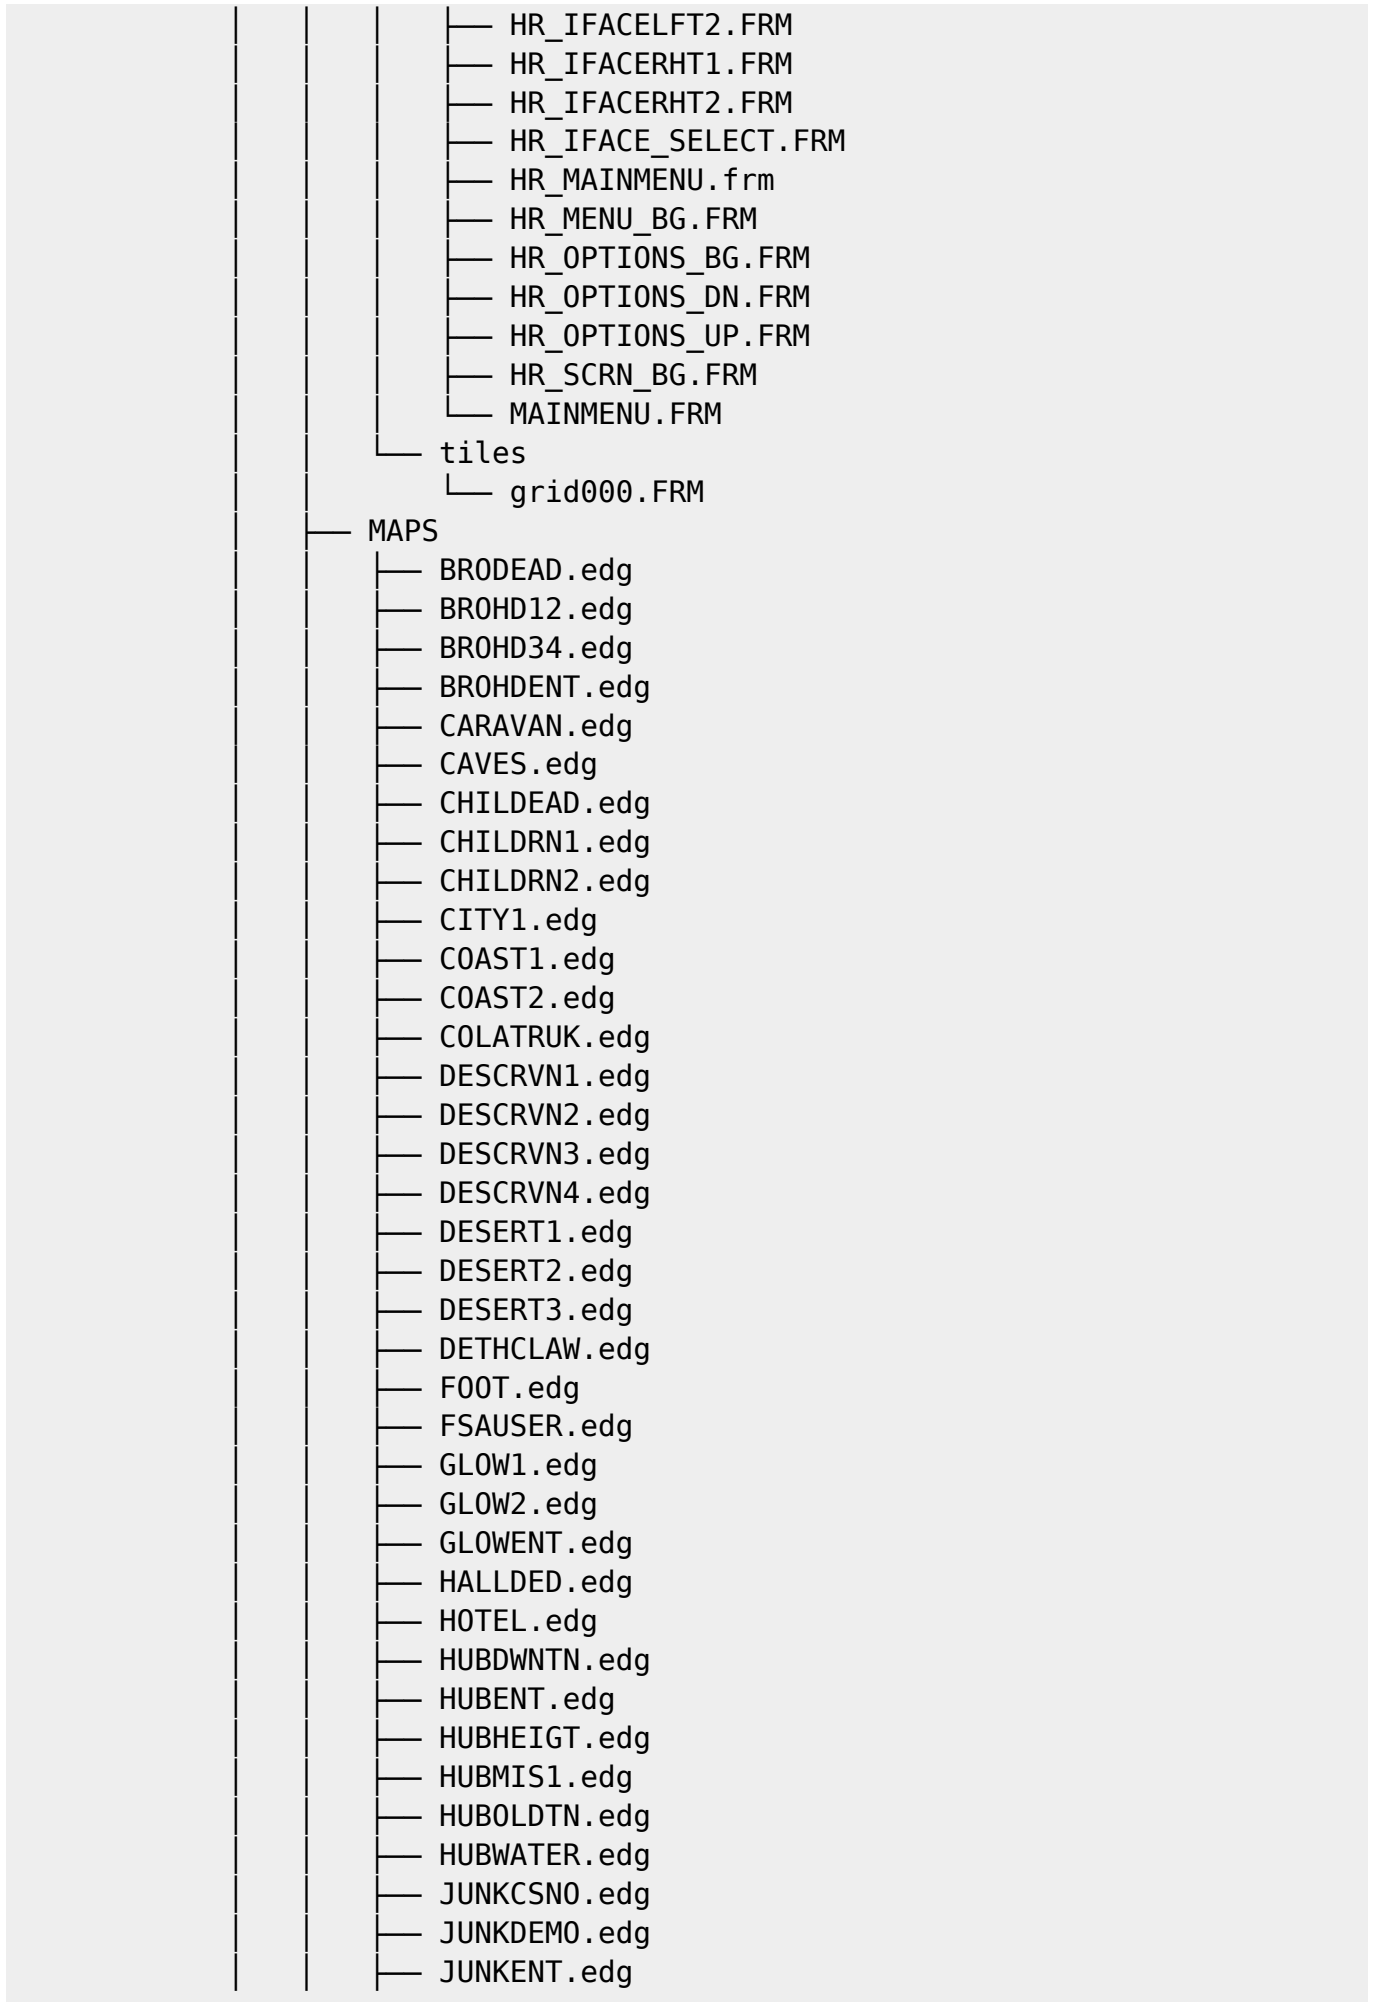 │   │   │   ├── HR_IFACELFT2.FRM
│   │   │   ├── HR_IFACERHT1.FRM
│   │   │   ├── HR_IFACERHT2.FRM
│   │   │   ├── HR_IFACE_SELECT.FRM
│   │   │   ├── HR_MAINMENU.frm
│   │   │   ├── HR_MENU_BG.FRM
│   │   │   ├── HR_OPTIONS_BG.FRM
│   │   │   ├── HR_OPTIONS_DN.FRM
│   │   │   ├── HR_OPTIONS_UP.FRM
│   │   │   ├── HR_SCRN_BG.FRM
│   │   │   └── MAINMENU.FRM
│   │   └── tiles
│   │       └── grid000.FRM
│   ├── MAPS
│   │   ├── BRODEAD.edg
│   │   ├── BROHD12.edg
│   │   ├── BROHD34.edg
│   │   ├── BROHDENT.edg
│   │   ├── CARAVAN.edg
│   │   ├── CAVES.edg
│   │   ├── CHILDEAD.edg
│   │   ├── CHILDRN1.edg
│   │   ├── CHILDRN2.edg
│   │   ├── CITY1.edg
│   │   ├── COAST1.edg
│   │   ├── COAST2.edg
│   │   ├── COLATRUK.edg
│   │   ├── DESCRVN1.edg
│   │   ├── DESCRVN2.edg
│   │   ├── DESCRVN3.edg
│   │   ├── DESCRVN4.edg
│   │   ├── DESERT1.edg
│   │   ├── DESERT2.edg
│   │   ├── DESERT3.edg
│   │   ├── DETHCLAW.edg
│   │   ├── FOOT.edg
│   │   ├── FSAUSER.edg
│   │   ├── GLOW1.edg
│   │   ├── GLOW2.edg
│   │   ├── GLOWENT.edg
│   │   ├── HALLDED.edg
│   │   ├── HOTEL.edg
│   │   ├── HUBDWNTN.edg
│   │   ├── HUBENT.edg
│   │   ├── HUBHEIGT.edg
│   │   ├── HUBMIS1.edg
│   │   ├── HUBOLDTN.edg
│   │   ├── HUBWATER.edg
│   │   ├── JUNKCSNO.edg
│   │   ├── JUNKDEMO.edg
│   │   ├── JUNKENT.edg